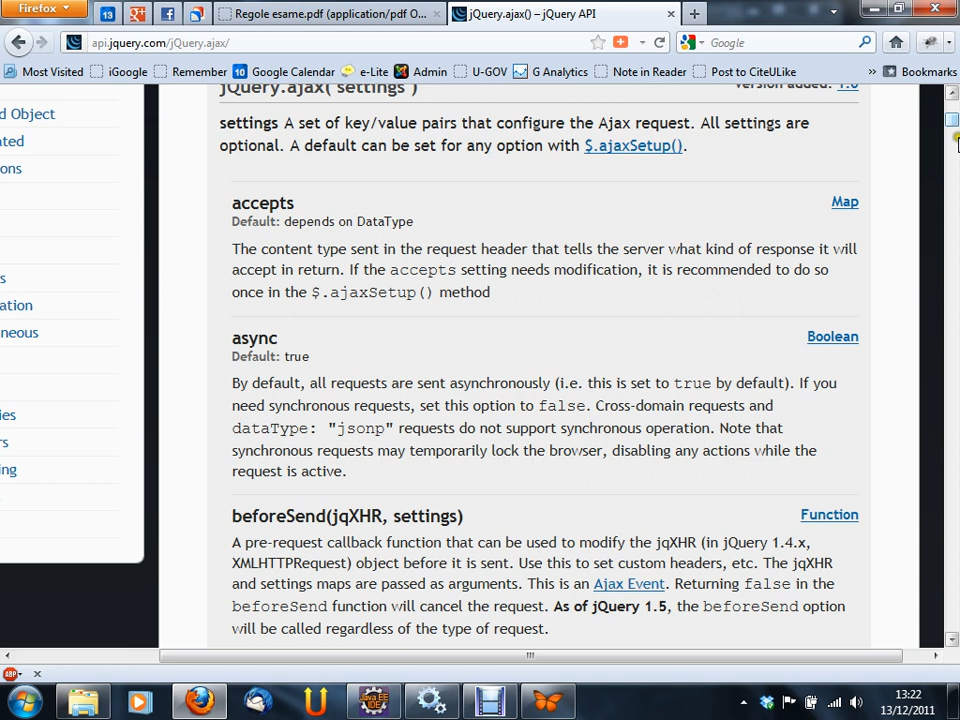 Firefox
13
Regole esame.pdf (application/pdf O...
jQuery.ajax() – jQuery API
api.jquery.com/jQuery.ajax/
Google
Most Visited
iGoogle
Remember
10 Google Calendar
e-Lite
Admin
U-GOV
G Analytics
Note in Reader
Post to CiteULike
»
Bookmarks
d Object
ated
ons
s
ation
neous
ies
rs
ing
jQuery.ajax( settings )
version added: 1.0
settings A set of key/value pairs that configure the Ajax request. All settings are
optional. A default can be set for any option with $.ajaxSetup().
accepts
Map
Default: depends on DataType
The content type sent in the request header that tells the server what kind of response it will
accept in return. If the accepts setting needs modification, it is recommended to do so
once in the $.ajaxSetup() method
async
Boolean
Default: true
By default, all requests are sent asynchronously (i.e. this is set to true by default). If you
need synchronous requests, set this option to false. Cross-domain requests and
dataType: "jsonp" requests do not support synchronous operation. Note that
synchronous requests may temporarily lock the browser, disabling any actions while the
request is active.
beforeSend(jqXHR, settings)
Function
A pre-request callback function that can be used to modify the jqXHR (in jQuery 1.4.x,
XMLHTTPRequest) object before it is sent. Use this to set custom headers, etc. The jqXHR
and settings maps are passed as arguments. This is an Ajax Event. Returning false in the
beforeSend function will cancel the request. As of jQuery 1.5, the beforeSend option
will be called regardless of the type of request.
ABP
Java EE
IDE
13:22
13/12/2011